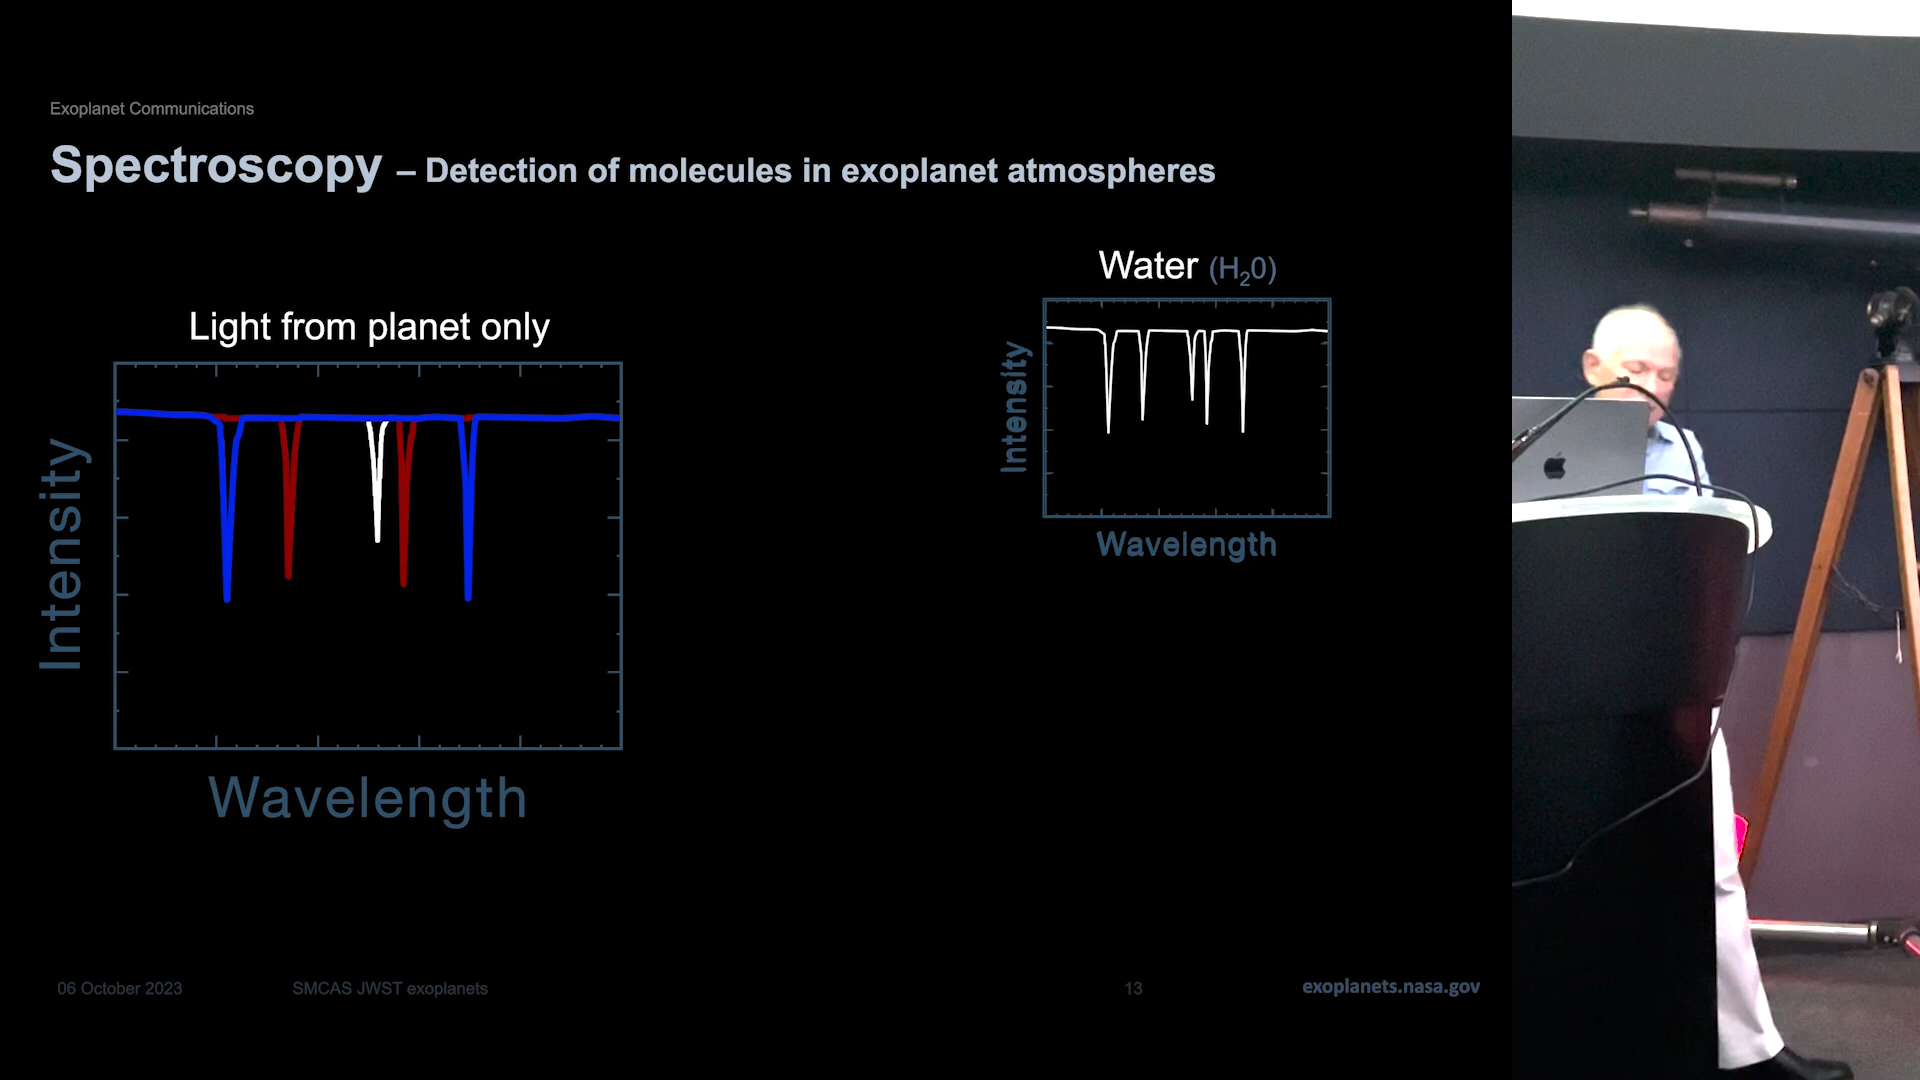 Exoplanet Communications
Spectroscopy – Detection of molecules in exoplanet atmospheres
Light from planet only
Intensity
Wavelength
Water (H₂0)
Intensity
Wavelength
06 October 2023
SMCAS JWST exoplanets
13
exoplanets.nasa.gov